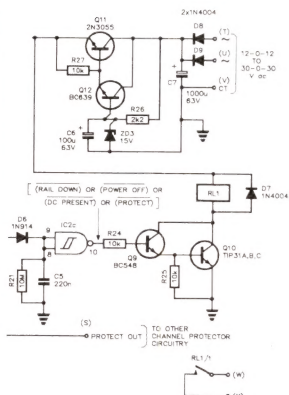 Q11
2N3055
2x1N4004
D8
(T)
D9
(U)
12-0-12
TO
30-0-30
V ac
(V)
CT
R27
10k
Q12
BC639
R26
2k2
C7
1000u
63V
C6
100u
63V
ZD3
15V
[ (RAIL DOWN) OR (POWER OFF) OR
(DC PRESENT) OR (PROTECT) ]
RL1
D7
1N4004
D6
1N914
IC2c
9
8
10
R24
10k
Q9
BC548
Q10
TIP31A,B,C
R21
10M
C5
220n
R25
10k
(S)
PROTECT OUT
TO OTHER
CHANNEL PROTECTOR
CIRCUITRY
RL1/1
(W)